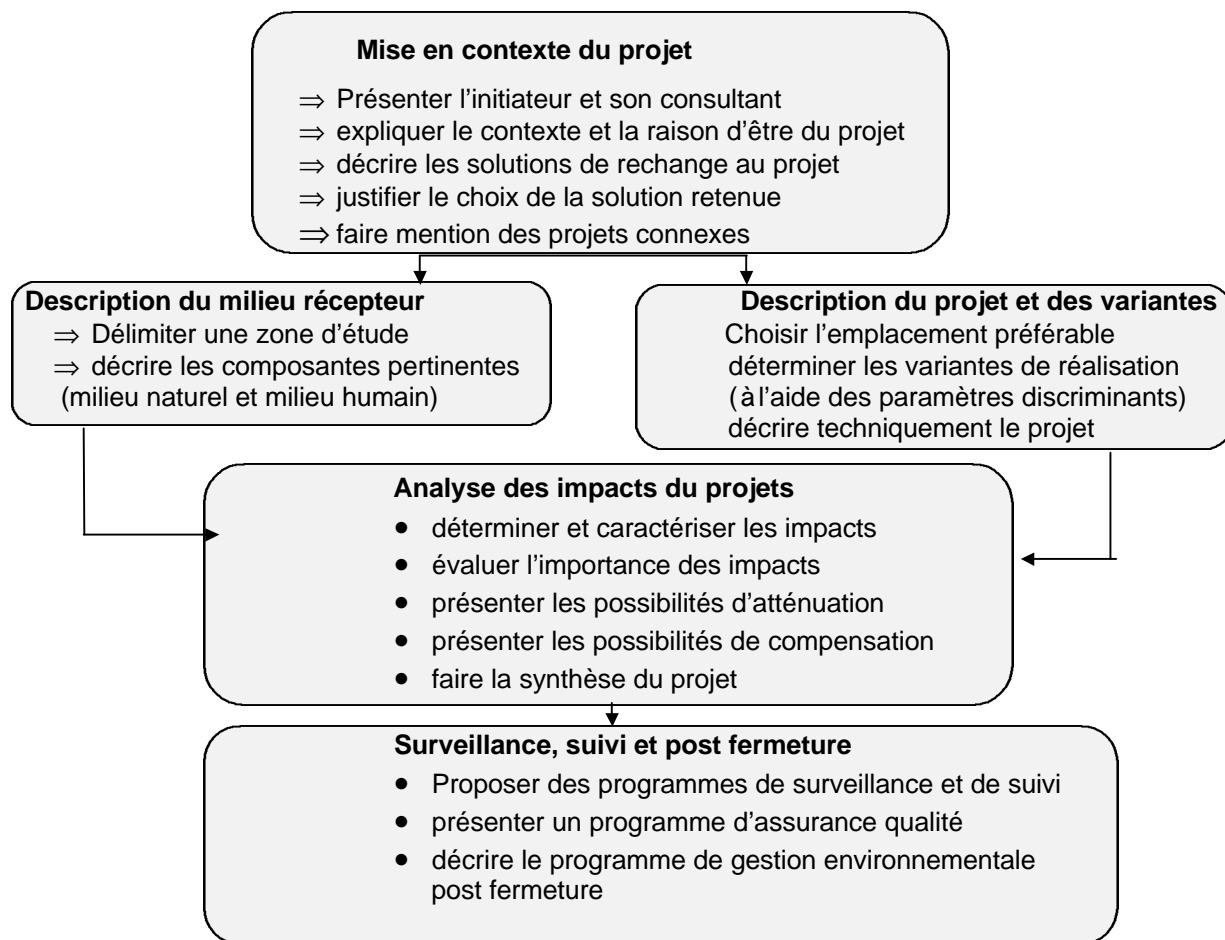 Mise en contexte du projet
⇒ Présenter l’initiateur et son consultant
⇒ expliquer le contexte et la raison d’être du projet
⇒ décrire les solutions de rechange au projet
⇒ justifier le choix de la solution retenue
⇒ faire mention des projets connexes
Description du milieu récepteur
⇒ Délimiter une zone d’étude
⇒ décrire les composantes pertinentes
(milieu naturel et milieu humain)
Description du projet et des variantes
Choisir l’emplacement préférable
déterminer les variantes de réalisation
(à l’aide des paramètres discriminants)
décrire techniquement le projet
Analyse des impacts du projets
• déterminer et caractériser les impacts
• évaluer l’importance des impacts
• présenter les possibilités d’atténuation
• présenter les possibilités de compensation
• faire la synthèse du projet
Surveillance, suivi et post fermeture
• Proposer des programmes de surveillance et de suivi
• présenter un programme d’assurance qualité
• décrire le programme de gestion environnementale
post fermeture